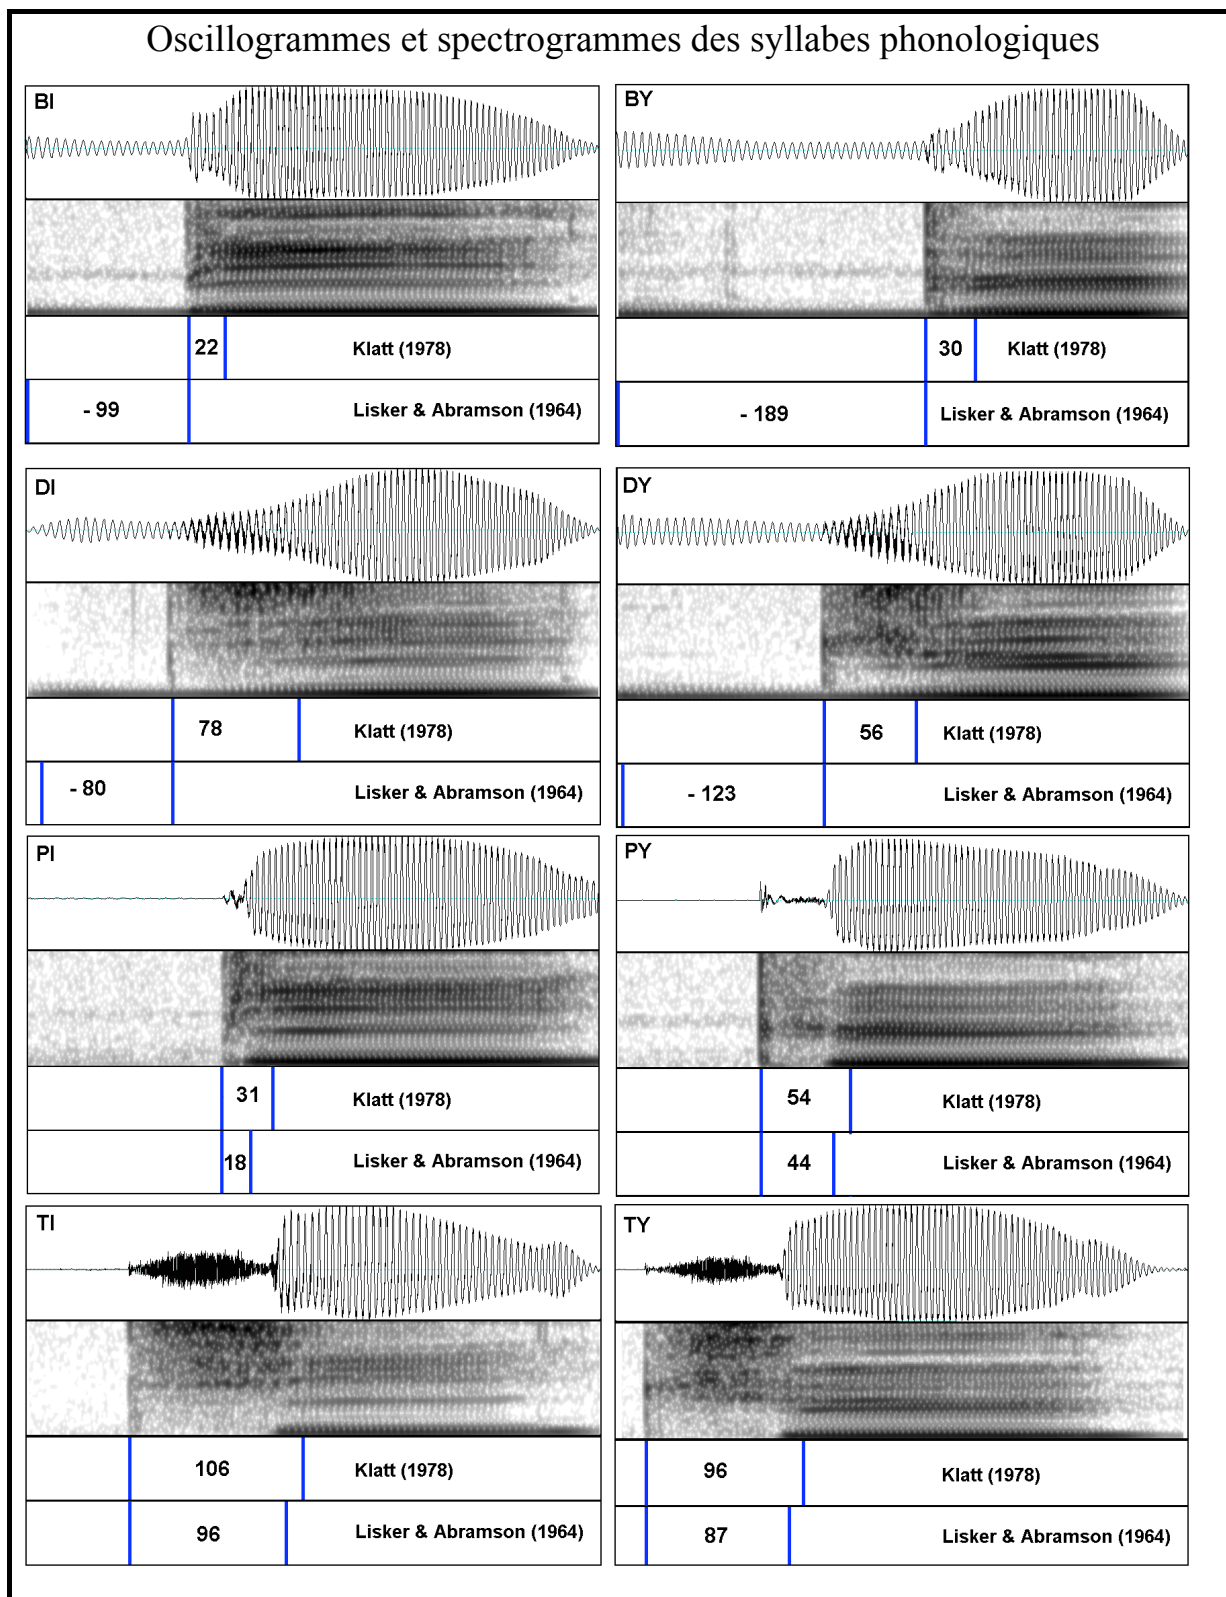 Oscillogrammes et spectrogrammes des syllabes phonologiques
BI
22
Klatt (1978)
- 99
Lisker & Abramson (1964)
BY
30
Klatt (1978)
- 189
Lisker & Abramson (1964)
DI
78
Klatt (1978)
- 80
Lisker & Abramson (1964)
DY
56
Klatt (1978)
- 123
Lisker & Abramson (1964)
PI
31
Klatt (1978)
18
Lisker & Abramson (1964)
PY
54
Klatt (1978)
44
Lisker & Abramson (1964)
TI
106
Klatt (1978)
96
Lisker & Abramson (1964)
TY
96
Klatt (1978)
87
Lisker & Abramson (1964)